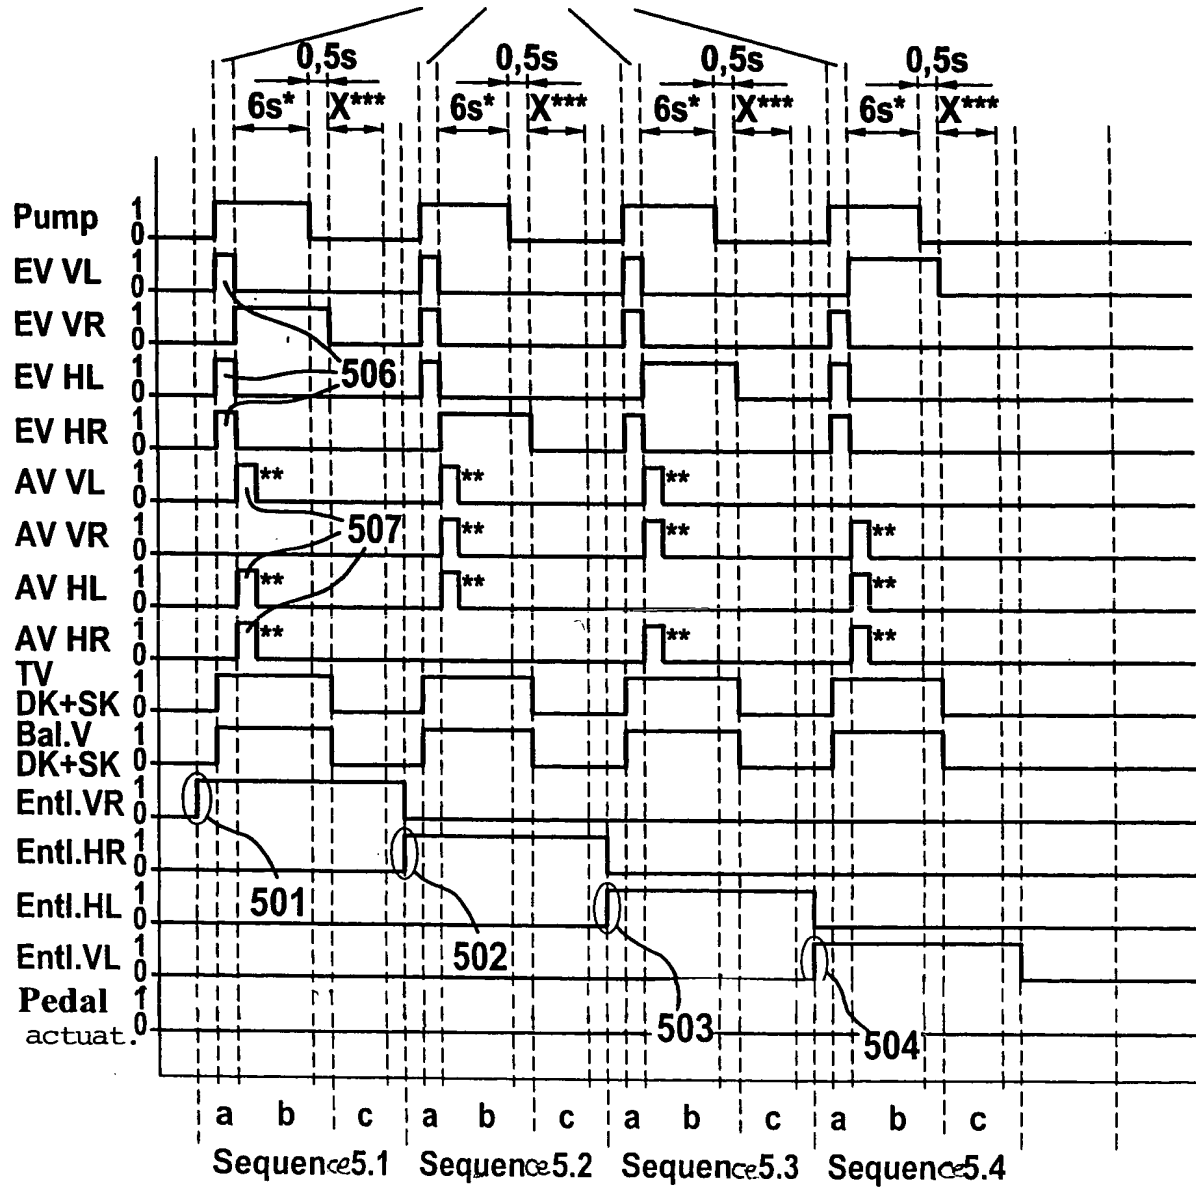 0,5s 0,5s 0,5s 0,5s
6s* X*** 6s* X*** 6s* X*** 6s* X***
Pump 1 0
EV VL 1 0
EV VR 1 0
EV HL 1 0
506
EV HR 1 0
AV VL 1 0 ** ** **
507
AV VR 1 0 ** ** **
AV HL 1 0 ** ** **
AV HR 1 0 ** ** **
TV
DK+SK 1 0
Bal.V
DK+SK 1 0
Entl.VR 1 0
Entl.HR 1 0
501
Entl.HL 1 0
502
Entl.VL 1 0
Pedal 1
actuat. 0
503
504
a b c a b c a b c a b c
Sequence5.1 Sequence5.2 Sequence5.3 Sequence5.4